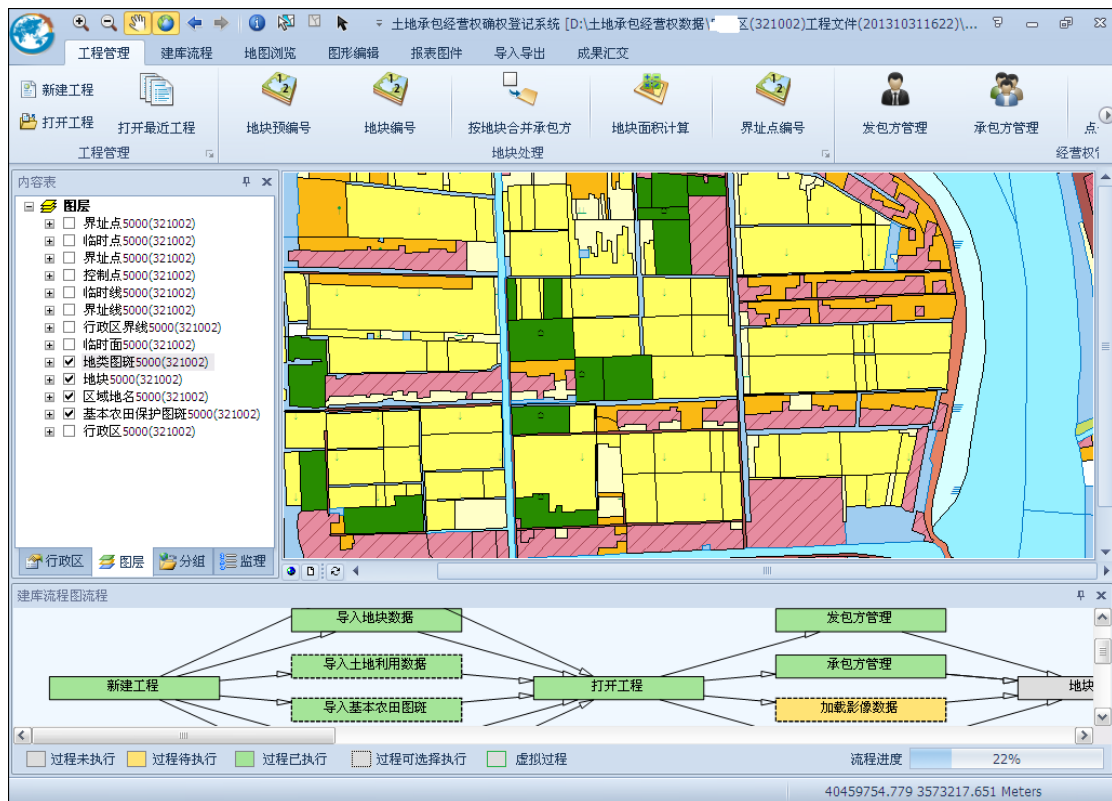 土地承包经营权确权登记系统 [D:\土地承包经营权数据\ 区(321002)工程文件(201310311622)\...
工程管理 建库流程 地图浏览 图形编辑 报表图件 导入导出 成果汇交
新建工程
打开工程
打开最近工程
地块预编号
地块编号
按地块合并承包方
地块面积计算
界址点编号
发包方管理
承包方管理
点
工程管理
地块处理
经营权
内容表
图层
界址点5000(321002)
临时点5000(321002)
界址点5000(321002)
控制点5000(321002)
临时线5000(321002)
界址线5000(321002)
行政区界线5000(321002)
临时面5000(321002)
地类图斑5000(321002)
地块5000(321002)
区域地名5000(321002)
基本农田保护图斑5000(321002)
行政区5000(321002)
行政区 图层 分组 监理
建库流程图流程
导入地块数据
发包方管理
导入土地利用数据
承包方管理
新建工程
打开工程
地块
导入基本农田图斑
加载影像数据
过程未执行 过程待执行 过程已执行 过程可选择执行 虚拟过程
流程进度 22%
40459754.779 3573217.651 Meters